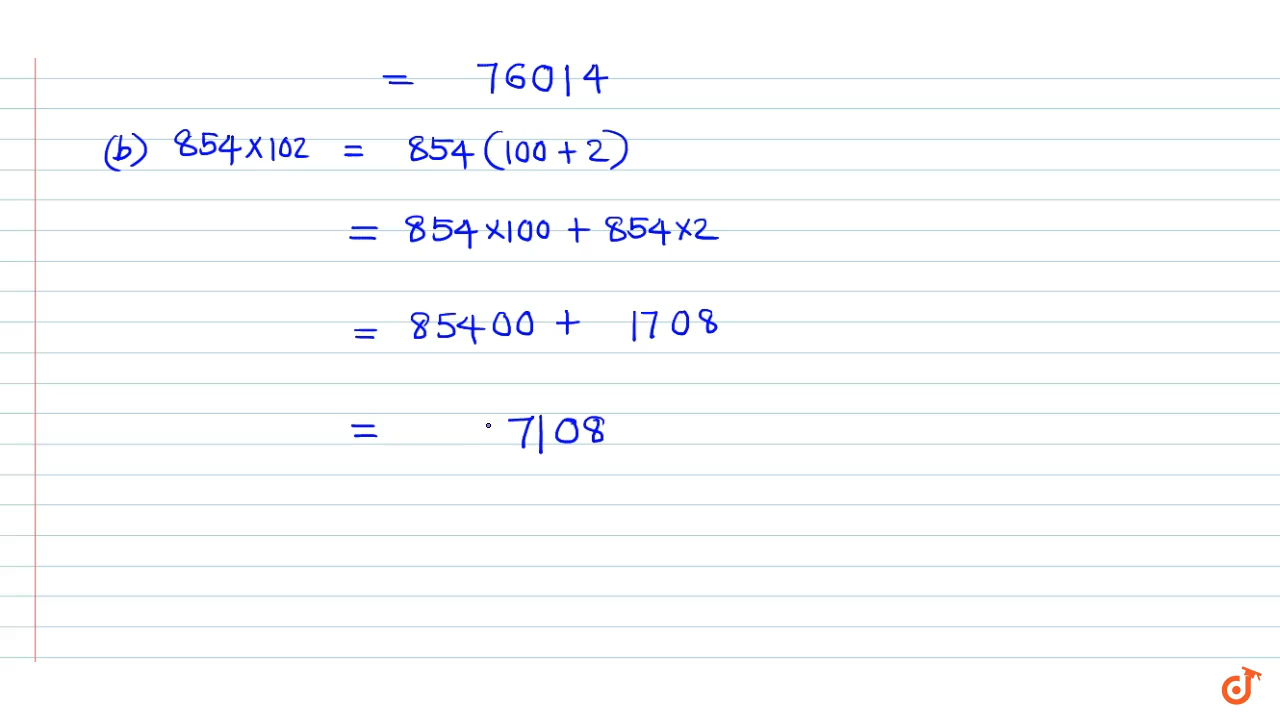 = 76014
(b) 854×102 = 854(100+2)
= 854×100 + 854×2
= 85400 + 1708
= 7108